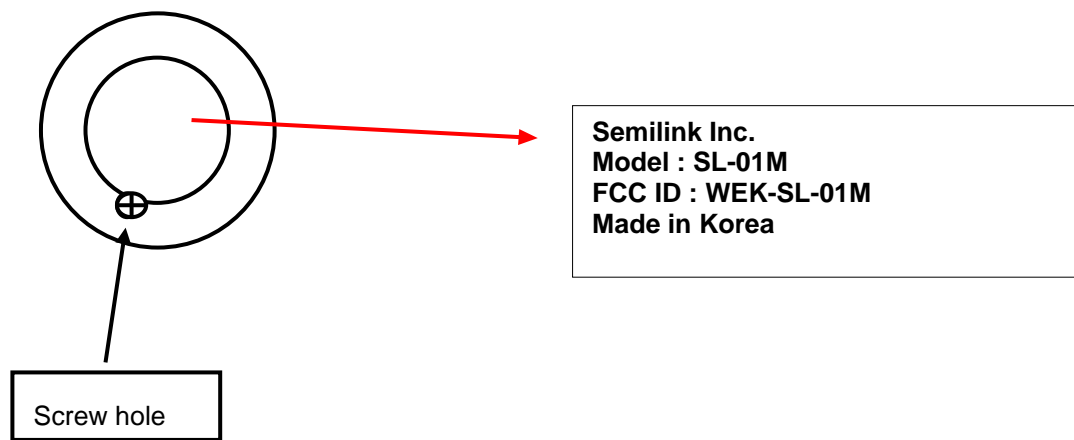 Semilink Inc.
Model : SL-01M
FCC ID : WEK-SL-01M
Made in Korea
Screw hole